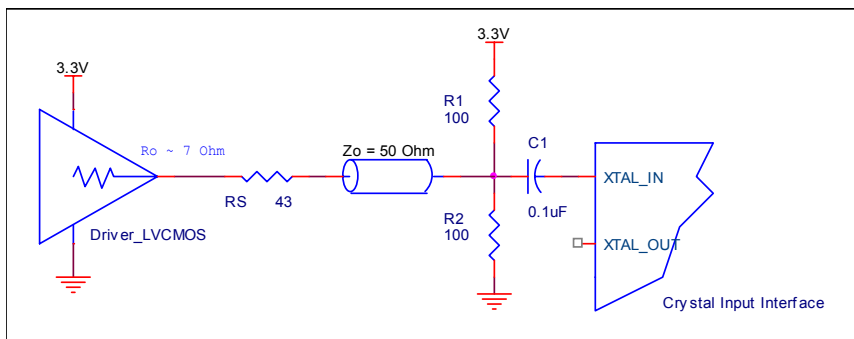 3.3V
3.3V
R1
100
Ro ~ 7 Ohm
Zo = 50 Ohm
C1
XTAL_IN
RS 43
0.1uF
R2
100
XTAL_OUT
Driver_LVCMOS
Crystal Input Interface